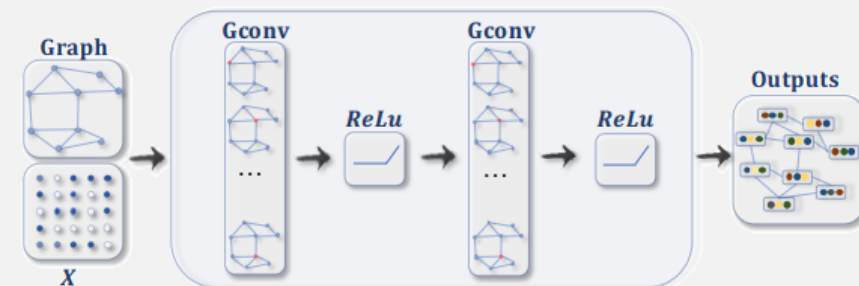 Graph
X
Gconv
...
ReLu
Gconv
...
ReLu
Outputs